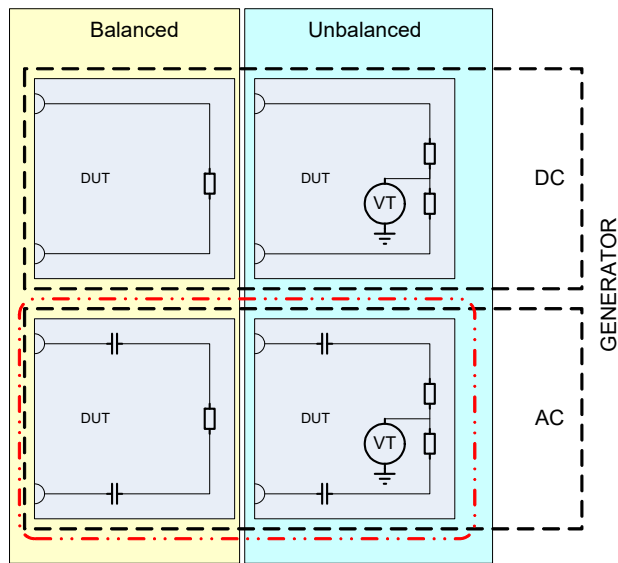 Balanced
Unbalanced
DUT
DUT
VT
DC
GENERATOR
DUT
DUT
VT
AC